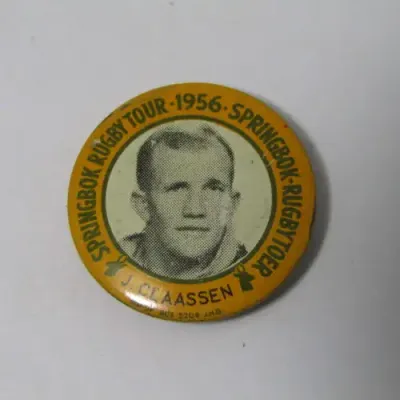 SPRINGBOK RUGBY TOUR · 1956 · SPRINGBOK-RUGBYTOER
J. CLAASSEN